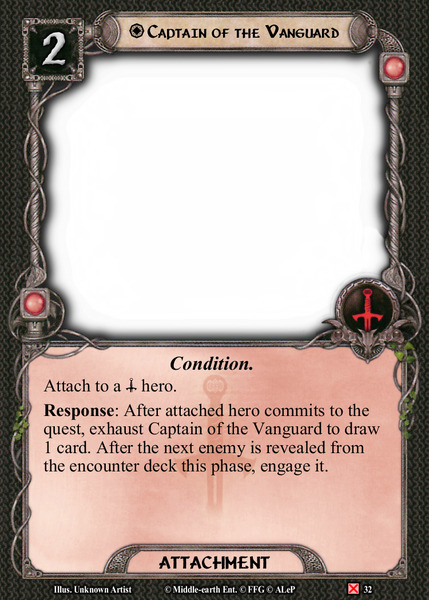 2
Captain of the Vanguard
Condition.
Attach to a hero.
Response: After attached hero commits to the
quest, exhaust Captain of the Vanguard to draw
1 card. After the next enemy is revealed from
the encounter deck this phase, engage it.
ATTACHMENT
Illus. Unknown Artist © Middle-earth Ent. © FFG © ALeP 32